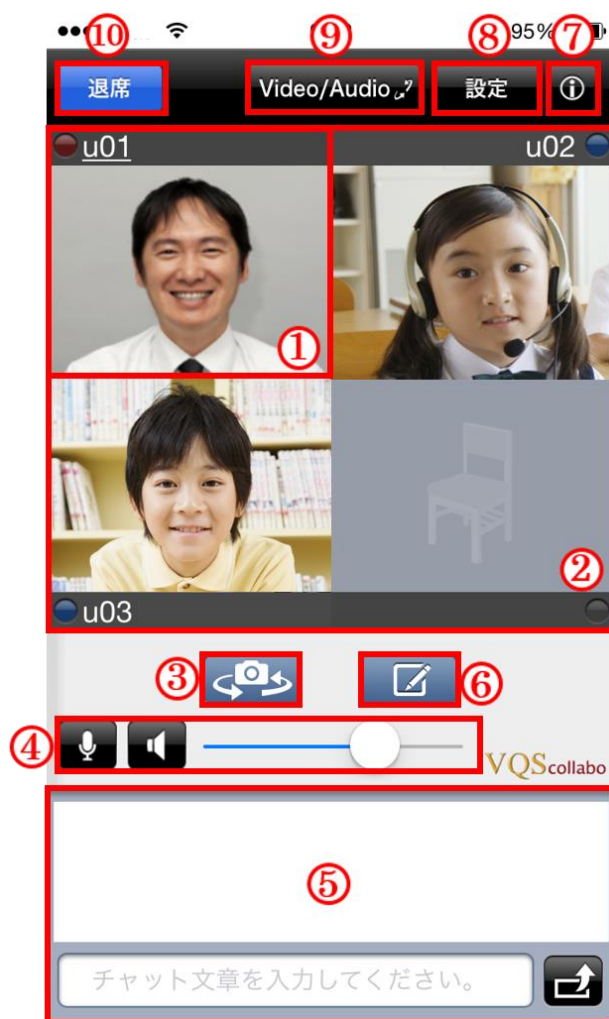 ⑩ ⑨ ⑧ 95% ⑦
退席 Video/Audio 設定
u01 u02
①
②
u03
③ ⑥
④
VQScollabo
⑤
チャット文章を入力してください。